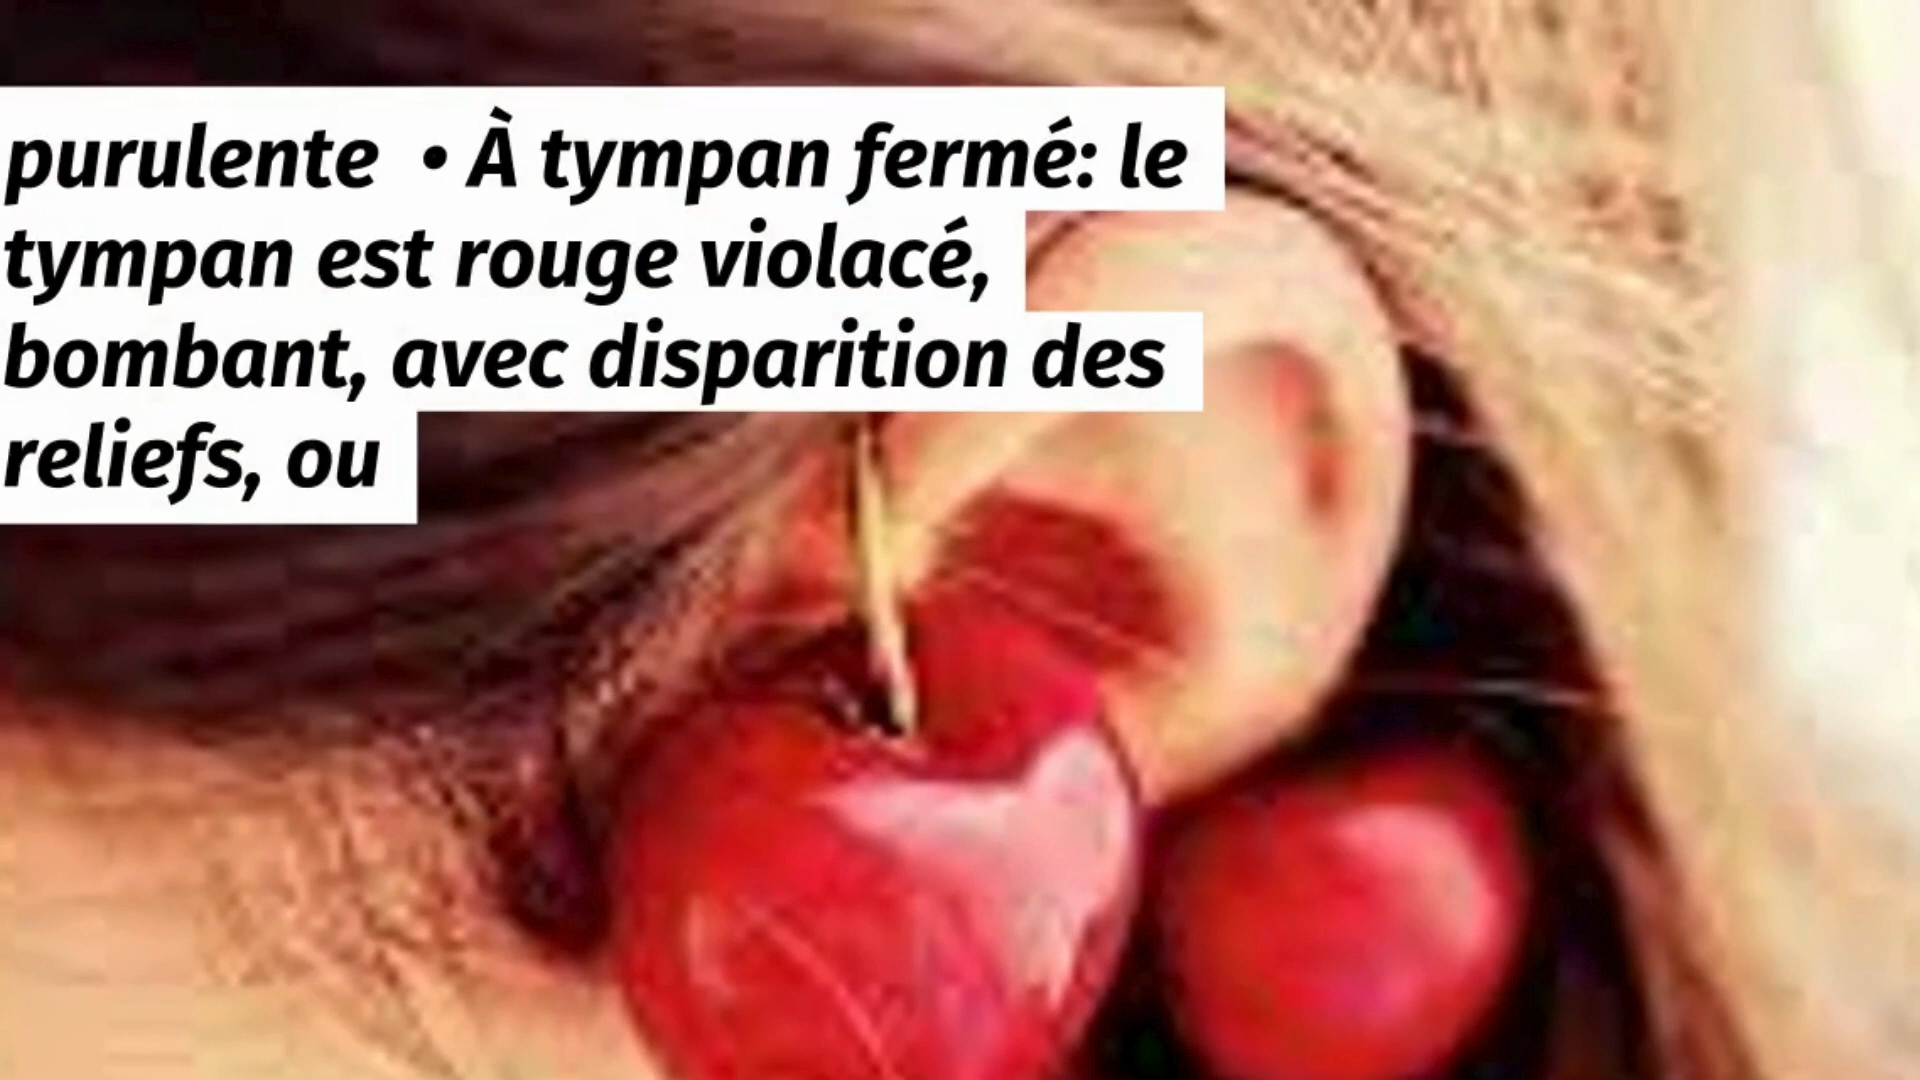 purulente • À tympan fermé: le
tympan est rouge violacé,
bombant, avec disparition des
reliefs, ou